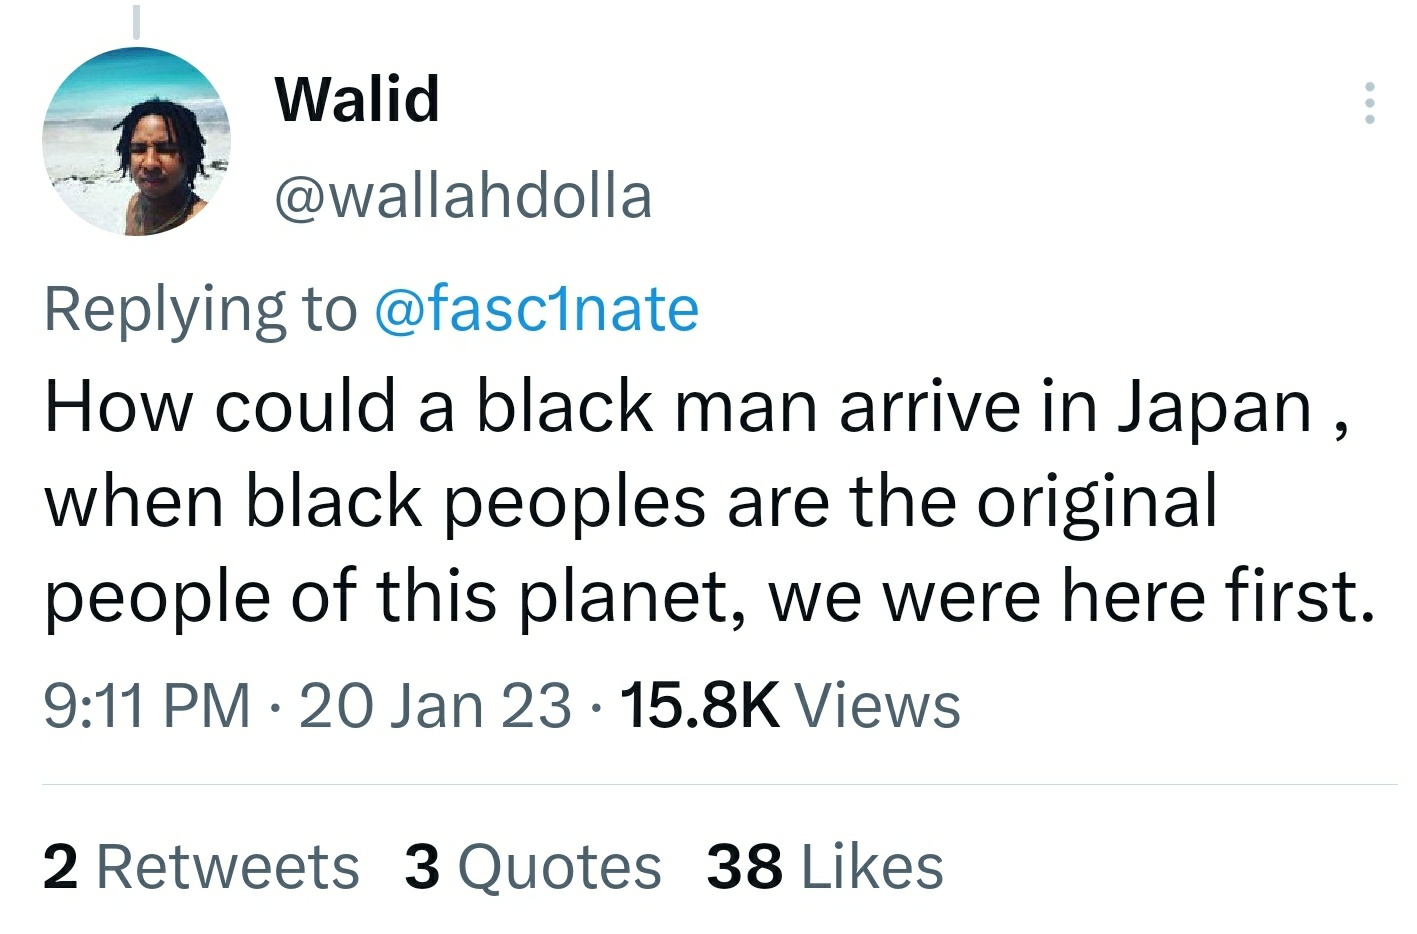 Walid
@wallahdolla
Replying to @fasc1nate
How could a black man arrive in Japan ,
when black peoples are the original
people of this planet, we were here first.
9:11 PM · 20 Jan 23 · 15.8K Views
2 Retweets 3 Quotes 38 Likes